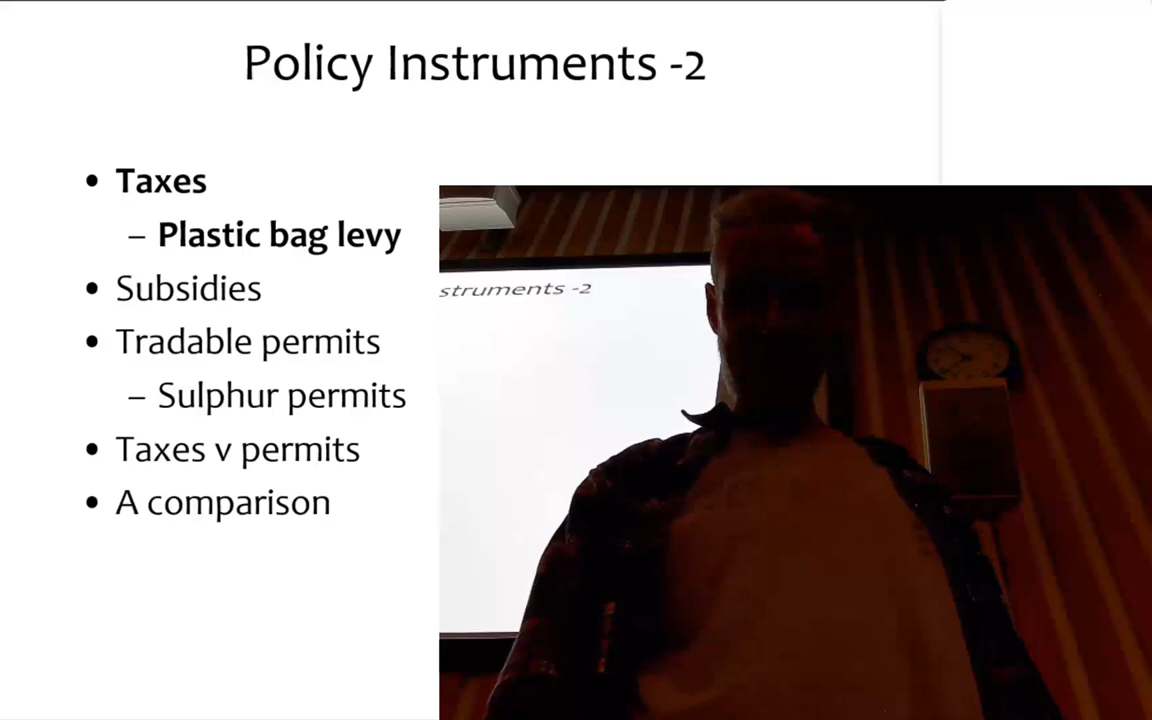 Policy Instruments -2
• Taxes
– Plastic bag levy
• Subsidies
• Tradable permits
– Sulphur permits
• Taxes v permits
• A comparison
struments -2